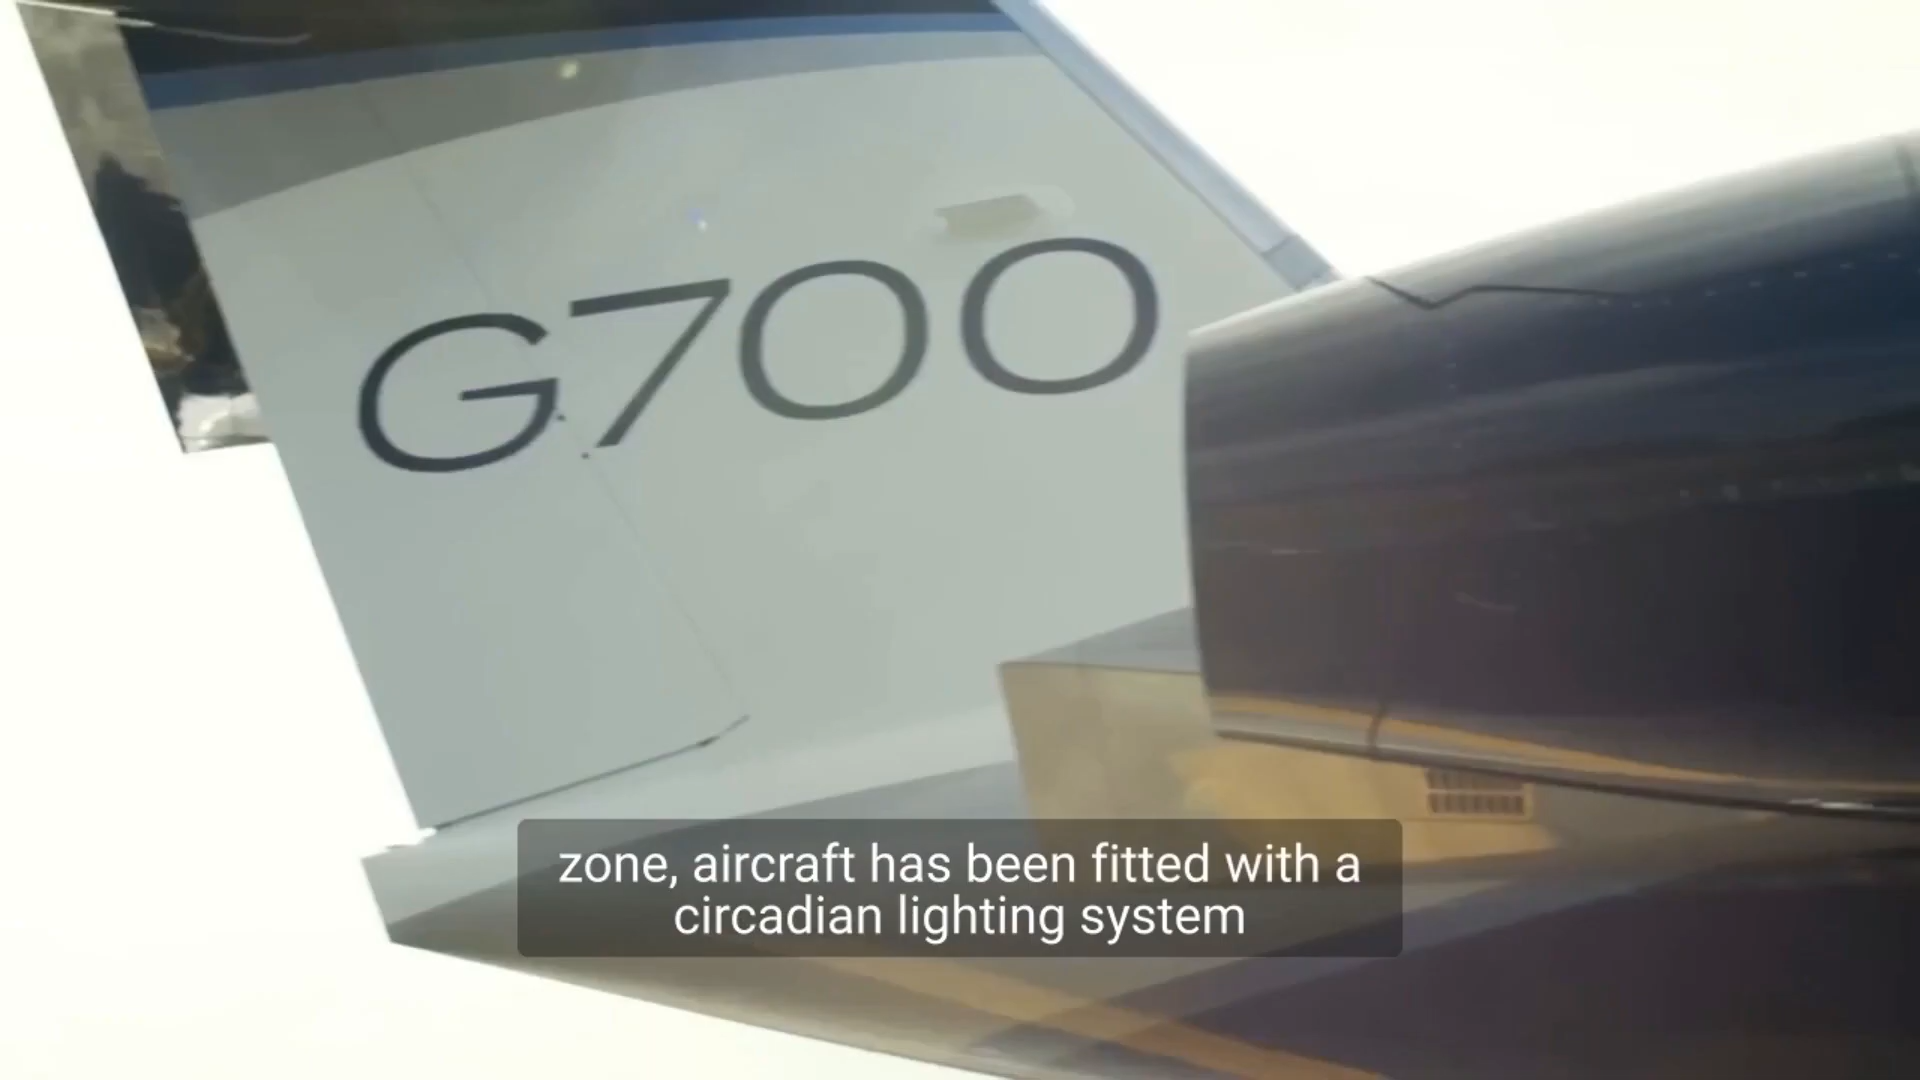 G700
zone, aircraft has been fitted with a
circadian lighting system